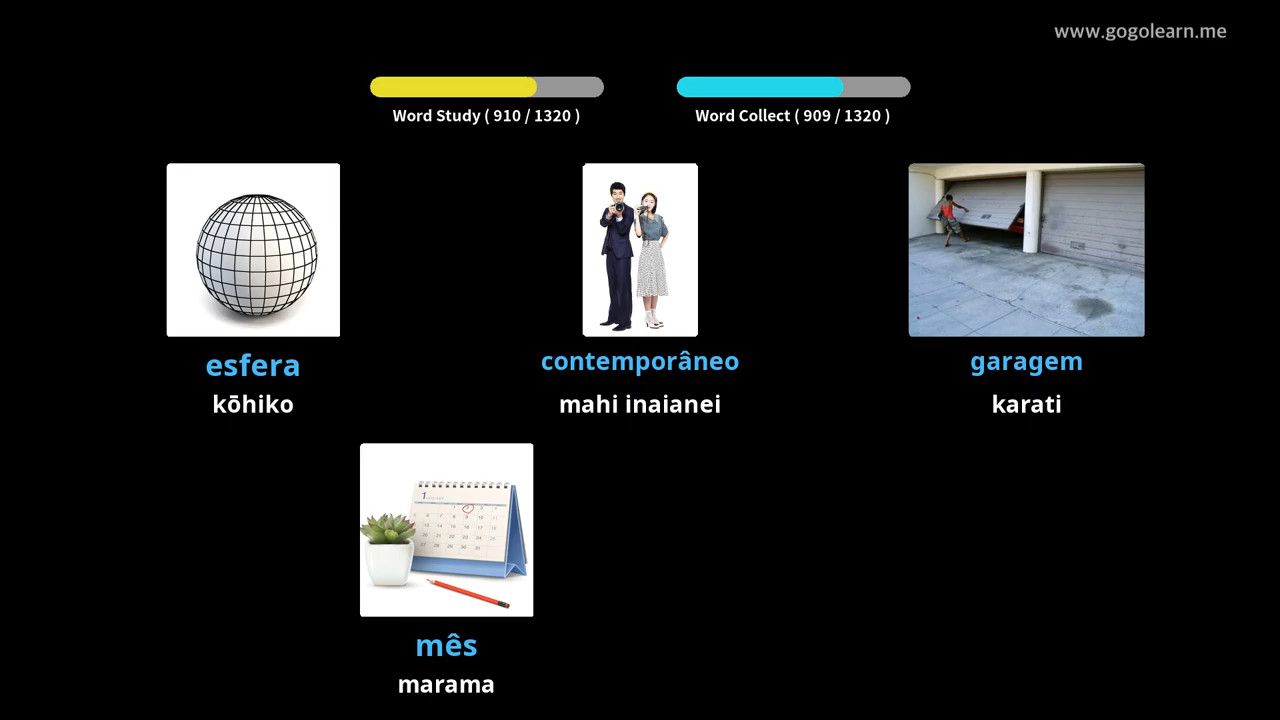 www.gogolearn.me
Word Study ( 910 / 1320 )
Word Collect ( 909 / 1320 )
esfera
kōhiko
contemporâneo
mahi inaianei
garagem
karati
mês
marama